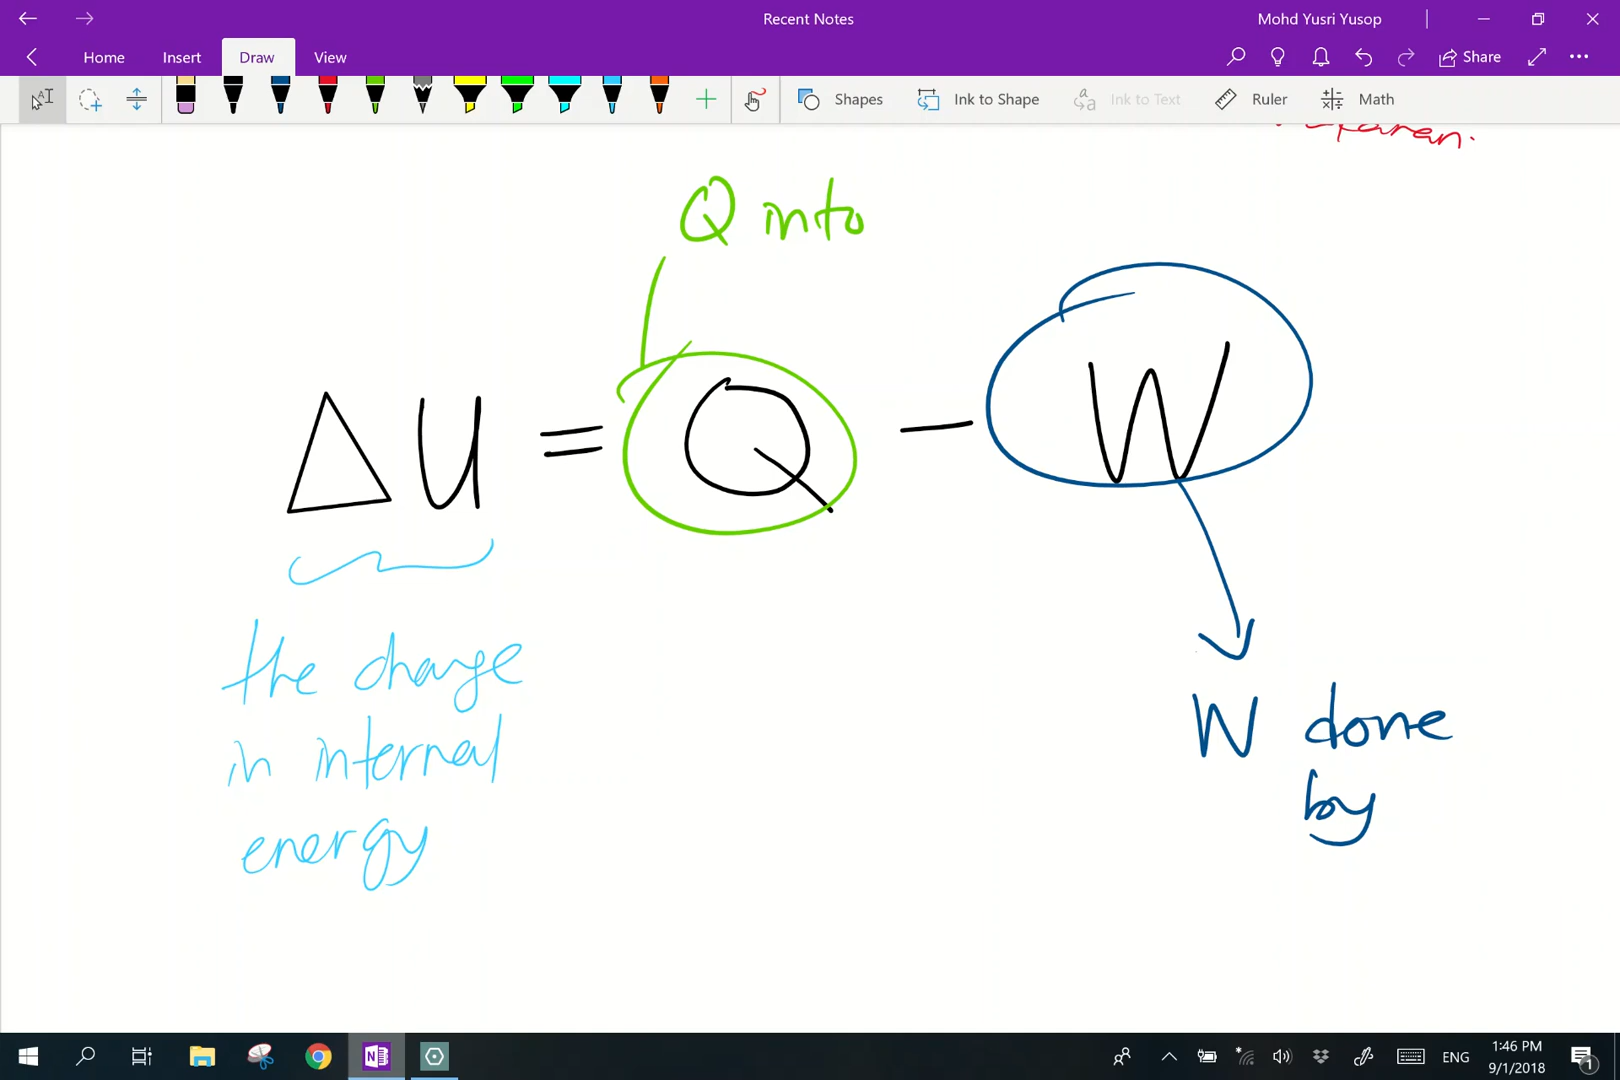 Recent Notes
Mohd Yusri Yusop
Home Insert Draw View
Share
Shapes Ink to Shape Ink to Text Ruler Math
Q into
ΔU = Q − W
the change
in internal
energy
W done
by
ENG
1:46 PM
9/1/2018